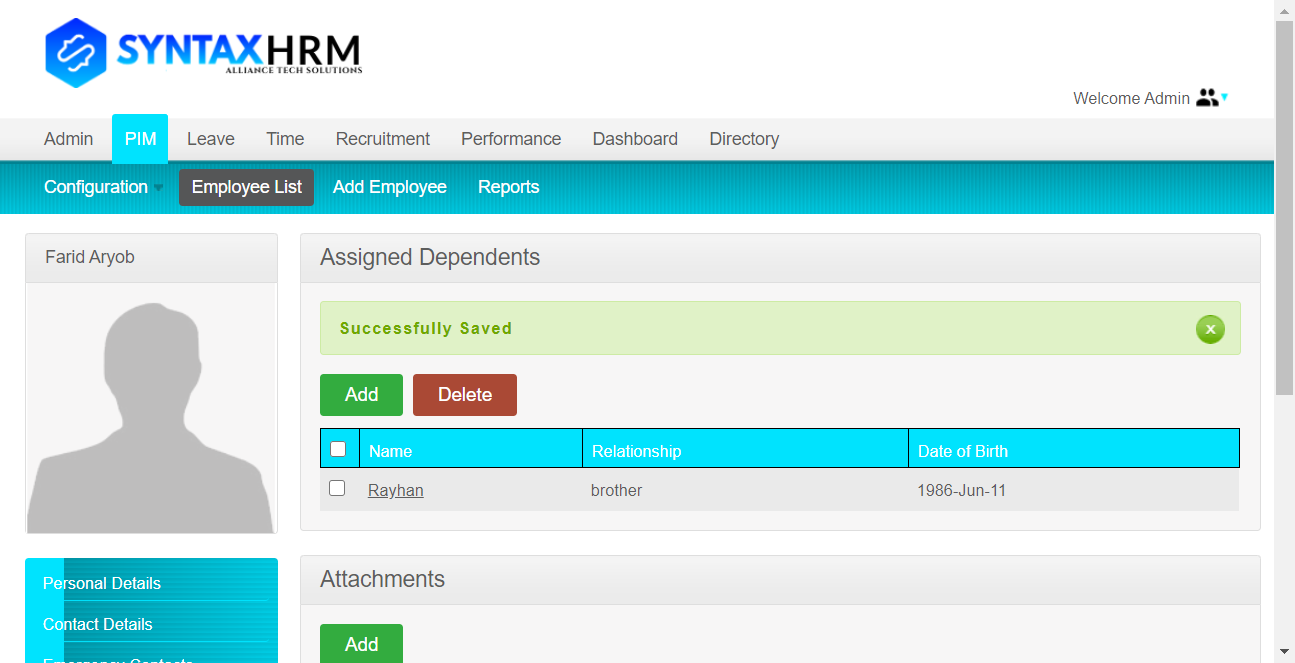 SYNTAXHRM
ALLIANCE TECH SOLUTIONS
Welcome Admin
Admin PIM Leave Time Recruitment Performance Dashboard Directory
Configuration Employee List Add Employee Reports
Farid Aryob
Assigned Dependents
Successfully Saved x
Add Delete
Name Relationship Date of Birth
Rayhan brother 1986-Jun-11
Personal Details
Contact Details
Emergency Contacts
Attachments
Add